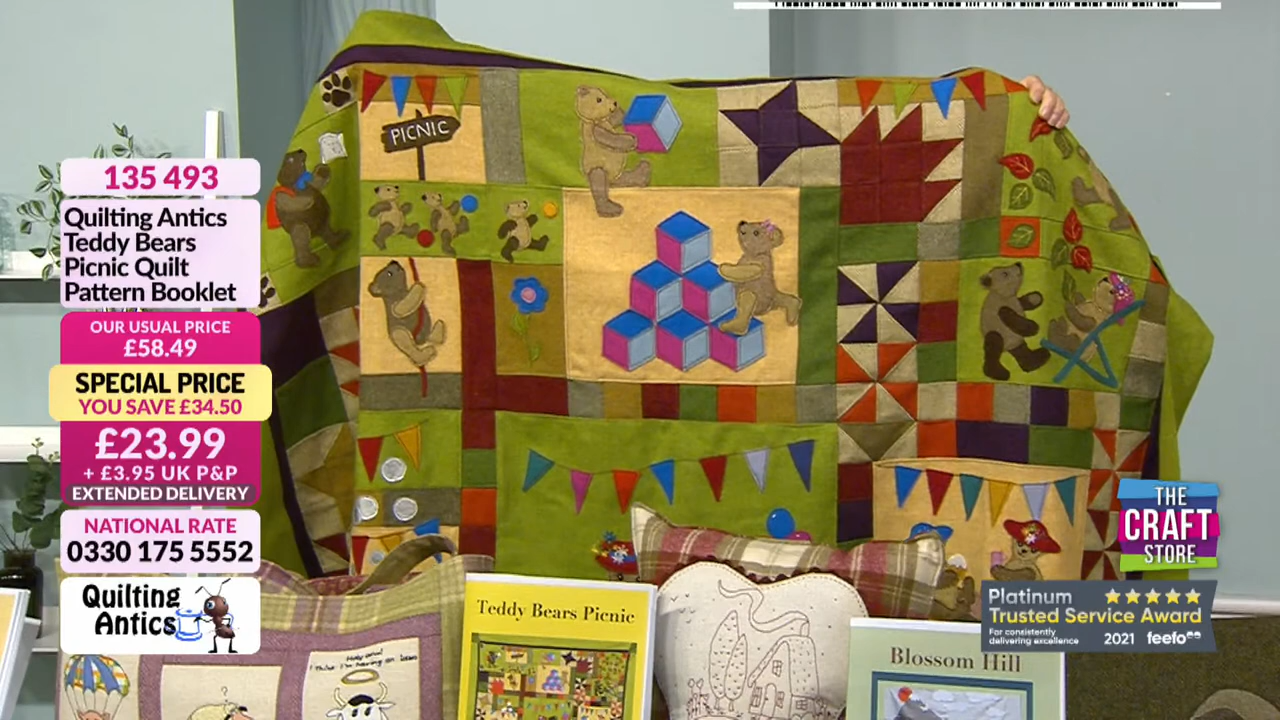 135 493
Quilting Antics
Teddy Bears
Picnic Quilt
Pattern Booklet
OUR USUAL PRICE
£58.49
SPECIAL PRICE
YOU SAVE £34.50
£23.99
+ £3.95 UK P&P
EXTENDED DELIVERY
NATIONAL RATE
0330 175 5552
Quilting
Antics
PICNIC
Teddy Bears Picnic
Blossom Hill
THE
CRAFT
STORE
Platinum
Trusted Service Award
For consistently
delivering excellence
2021 feefo